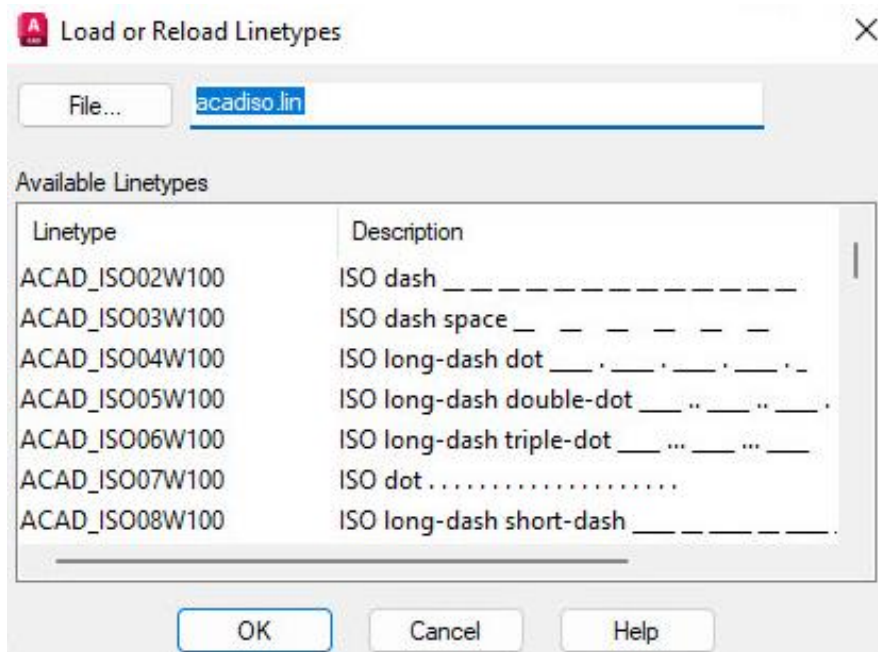 A
CAD
Load or Reload Linetypes
File...
acadiso.lin
Available Linetypes
Linetype Description
ACAD_ISO02W100 ISO dash __ __ __ __ __ __ __ __ __ __ __ __ __
ACAD_ISO03W100 ISO dash space __ __ __ __ __ __
ACAD_ISO04W100 ISO long-dash dot ____ . ____ . ____ . ____ . _
ACAD_ISO05W100 ISO long-dash double-dot ____ .. ____ .. ____ .
ACAD_ISO06W100 ISO long-dash triple-dot ____ ... ____ ... ____
ACAD_ISO07W100 ISO dot . . . . . . . . . . . . . . . . . . . .
ACAD_ISO08W100 ISO long-dash short-dash ____ __ ____ __ ____ .
OK Cancel Help